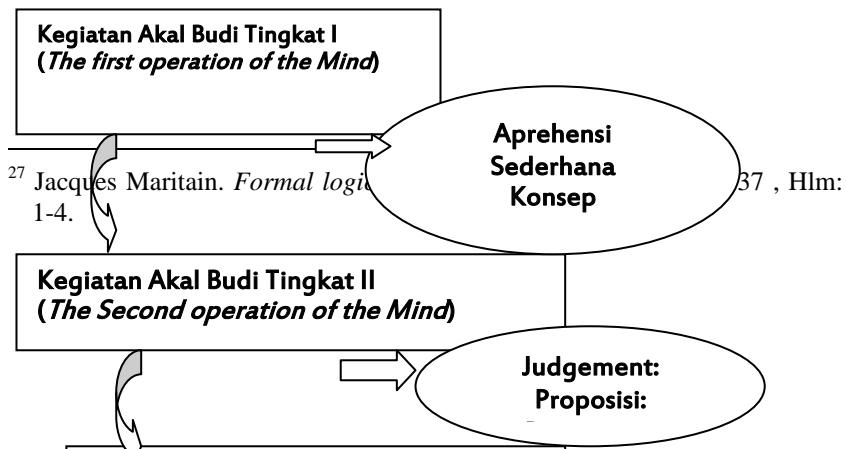 Kegiatan Akal Budi Tingkat I
(The first operation of the Mind)
Aprehensi
Sederhana
Konsep
27 Jacques Maritain. Formal logic 37 , Hlm:
1-4.
Kegiatan Akal Budi Tingkat II
(The Second operation of the Mind)
Judgement:
Proposisi: